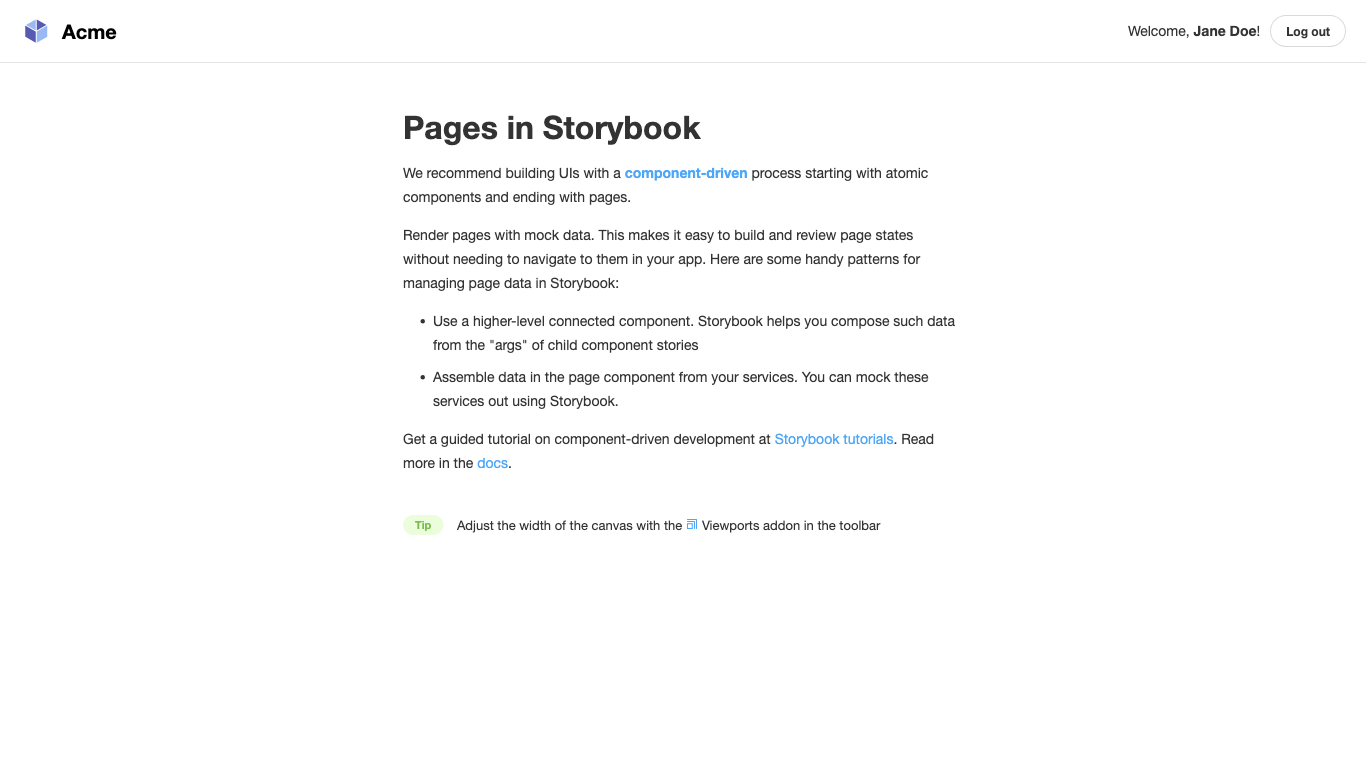 Acme
Welcome, Jane Doe!
Log out
Pages in Storybook
We recommend building UIs with a component-driven process starting with atomic
components and ending with pages.
Render pages with mock data. This makes it easy to build and review page states
without needing to navigate to them in your app. Here are some handy patterns for
managing page data in Storybook:
• Use a higher-level connected component. Storybook helps you compose such data
from the "args" of child component stories
• Assemble data in the page component from your services. You can mock these
services out using Storybook.
Get a guided tutorial on component-driven development at Storybook tutorials. Read
more in the docs.
Tip Adjust the width of the canvas with the Viewports addon in the toolbar